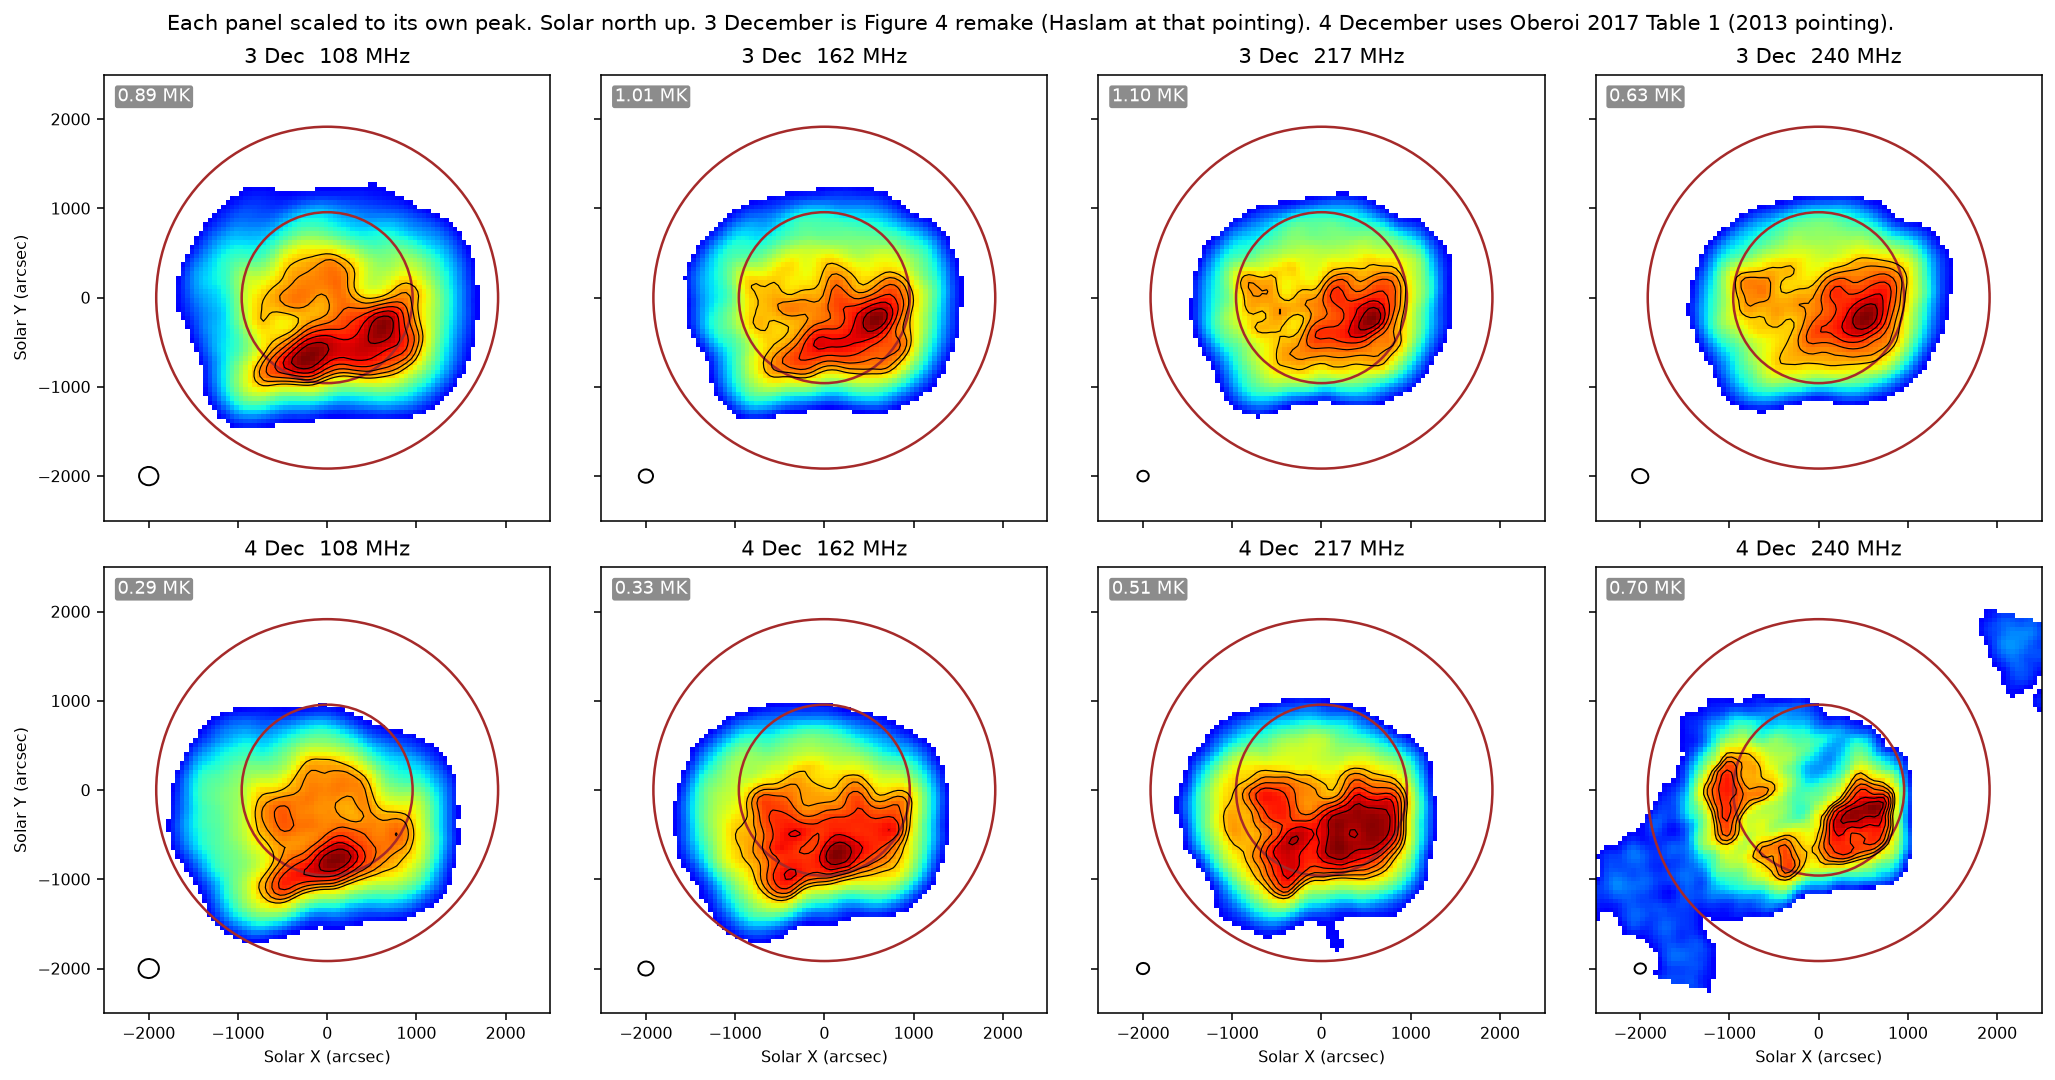 Each panel scaled to its own peak. Solar north up. 3 December is Figure 4 remake (Haslam at that pointing). 4 December uses Oberoi 2017 Table 1 (2013 pointing).
3 Dec  108 MHz
3 Dec  162 MHz
3 Dec  217 MHz
3 Dec  240 MHz
0.89 MK
1.01 MK
1.10 MK
0.63 MK
2000
1000
0
−1000
−2000
Solar Y (arcsec)
4 Dec  108 MHz
4 Dec  162 MHz
4 Dec  217 MHz
4 Dec  240 MHz
0.29 MK
0.33 MK
0.51 MK
0.70 MK
2000
1000
0
−1000
−2000
Solar Y (arcsec)
−2000 −1000 0 1000 2000
−2000 −1000 0 1000 2000
−2000 −1000 0 1000 2000
−2000 −1000 0 1000 2000
Solar X (arcsec)
Solar X (arcsec)
Solar X (arcsec)
Solar X (arcsec)